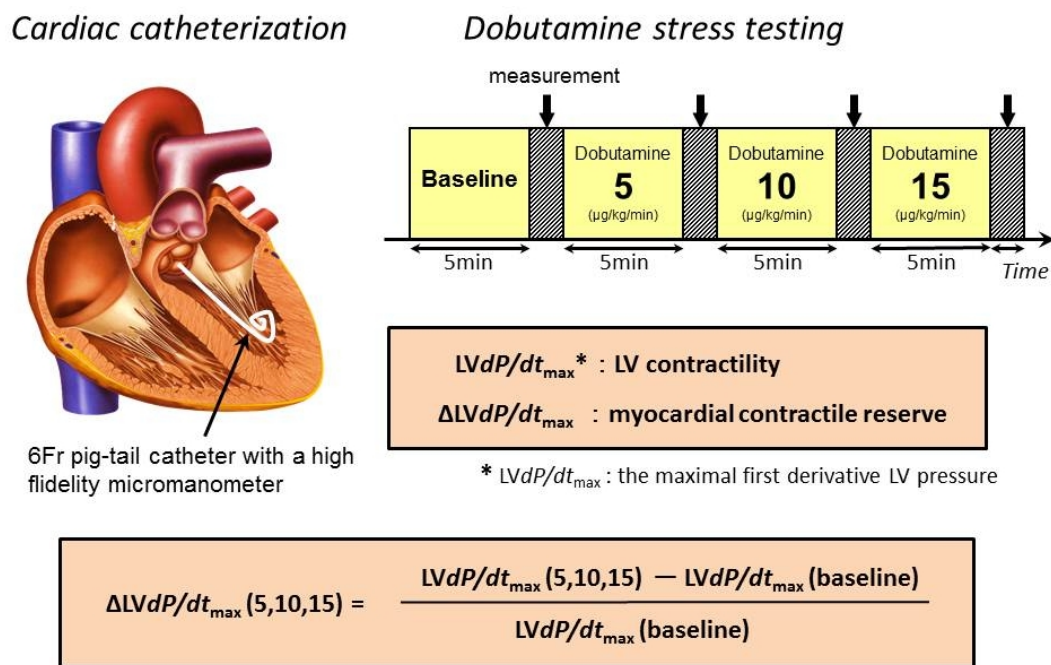 Cardiac catheterization
Dobutamine stress testing
measurement
Baseline
Dobutamine
5
(μg/kg/min)
Dobutamine
10
(μg/kg/min)
Dobutamine
15
(μg/kg/min)
5min
5min
5min
5min
Time
6Fr pig-tail catheter with a high
flidelity micromanometer
LVdP/dtmax* : LV contractility
ΔLVdP/dtmax : myocardial contractile reserve
* LVdP/dtmax : the maximal first derivative LV pressure
ΔLVdP/dtmax (5,10,15) =
LVdP/dtmax (5,10,15) — LVdP/dtmax (baseline)
LVdP/dtmax (baseline)